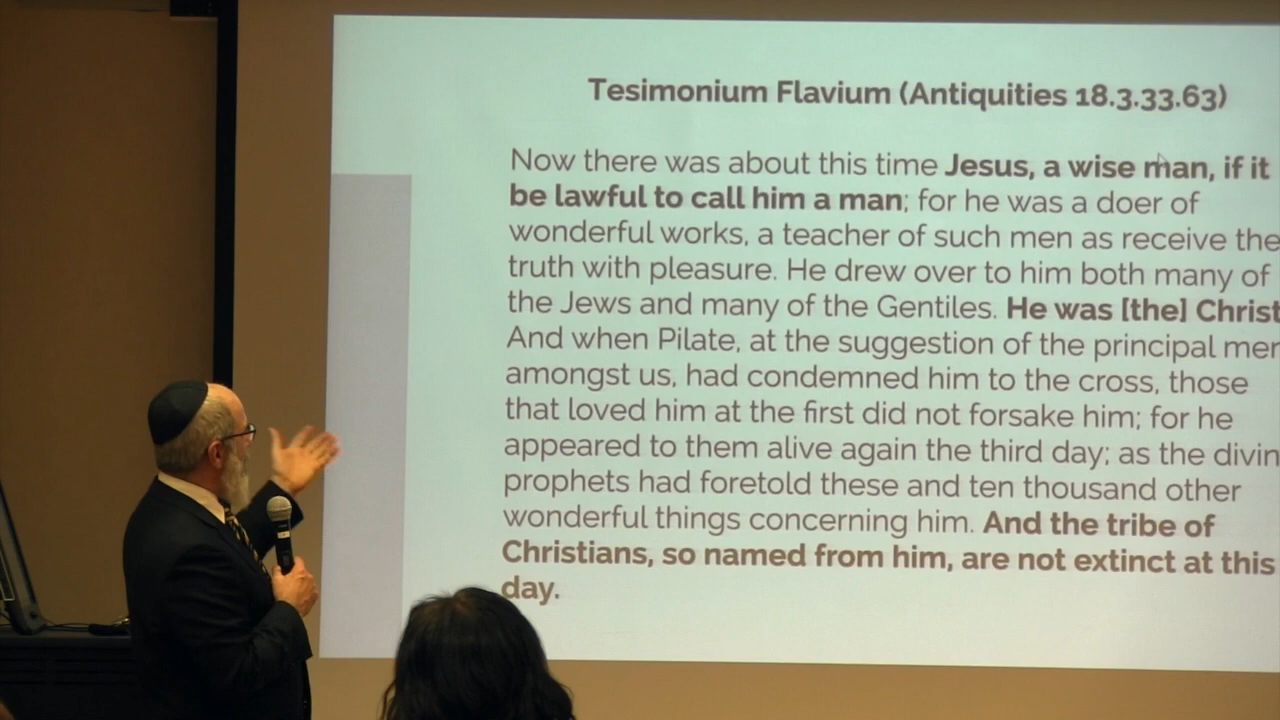 Tesimonium Flavium (Antiquities 18.3.33.63)
Now there was about this time Jesus, a wise man, if it
be lawful to call him a man; for he was a doer of
wonderful works, a teacher of such men as receive the
truth with pleasure. He drew over to him both many of
the Jews and many of the Gentiles. He was [the] Christ
And when Pilate, at the suggestion of the principal men
amongst us, had condemned him to the cross, those
that loved him at the first did not forsake him; for he
appeared to them alive again the third day; as the divin
prophets had foretold these and ten thousand other
wonderful things concerning him. And the tribe of
Christians, so named from him, are not extinct at this
day.